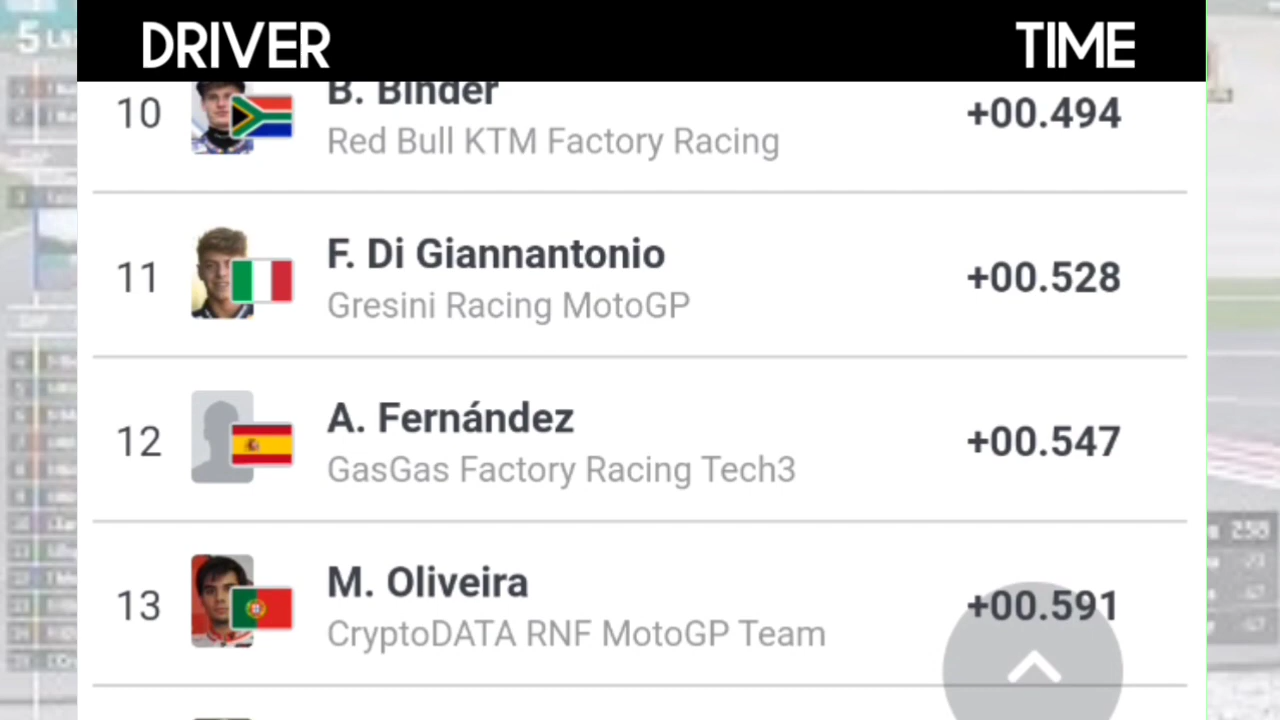 DRIVER TIME
10 B. Binder +00.494
Red Bull KTM Factory Racing
11 F. Di Giannantonio +00.528
Gresini Racing MotoGP
12 A. Fernández +00.547
GasGas Factory Racing Tech3
13 M. Oliveira +00.591
CryptoDATA RNF MotoGP Team